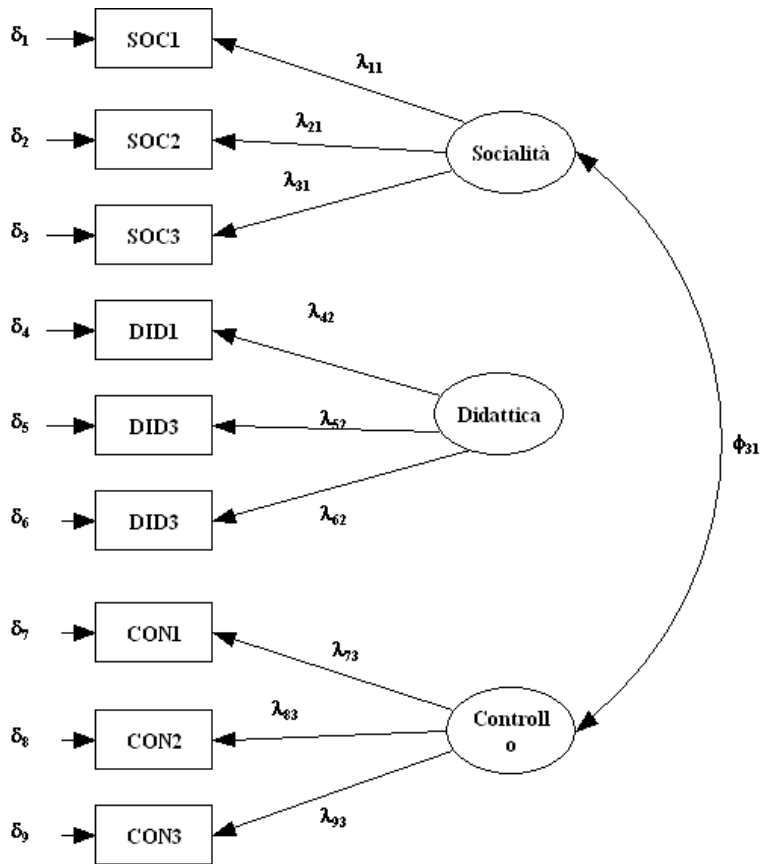 δ₁ SOC1
λ₁₁
δ₂ SOC2
λ₂₁
Socialità
λ₃₁
δ₃ SOC3
δ₄ DID1
λ₄₂
Didattica
δ₅ DID3
λ₅₂
ϕ₃₁
δ₆ DID3
λ₆₂
δ₇ CON1
λ₇₃
λ₈₃
Controll
o
δ₈ CON2
λ₉₃
δ₉ CON3